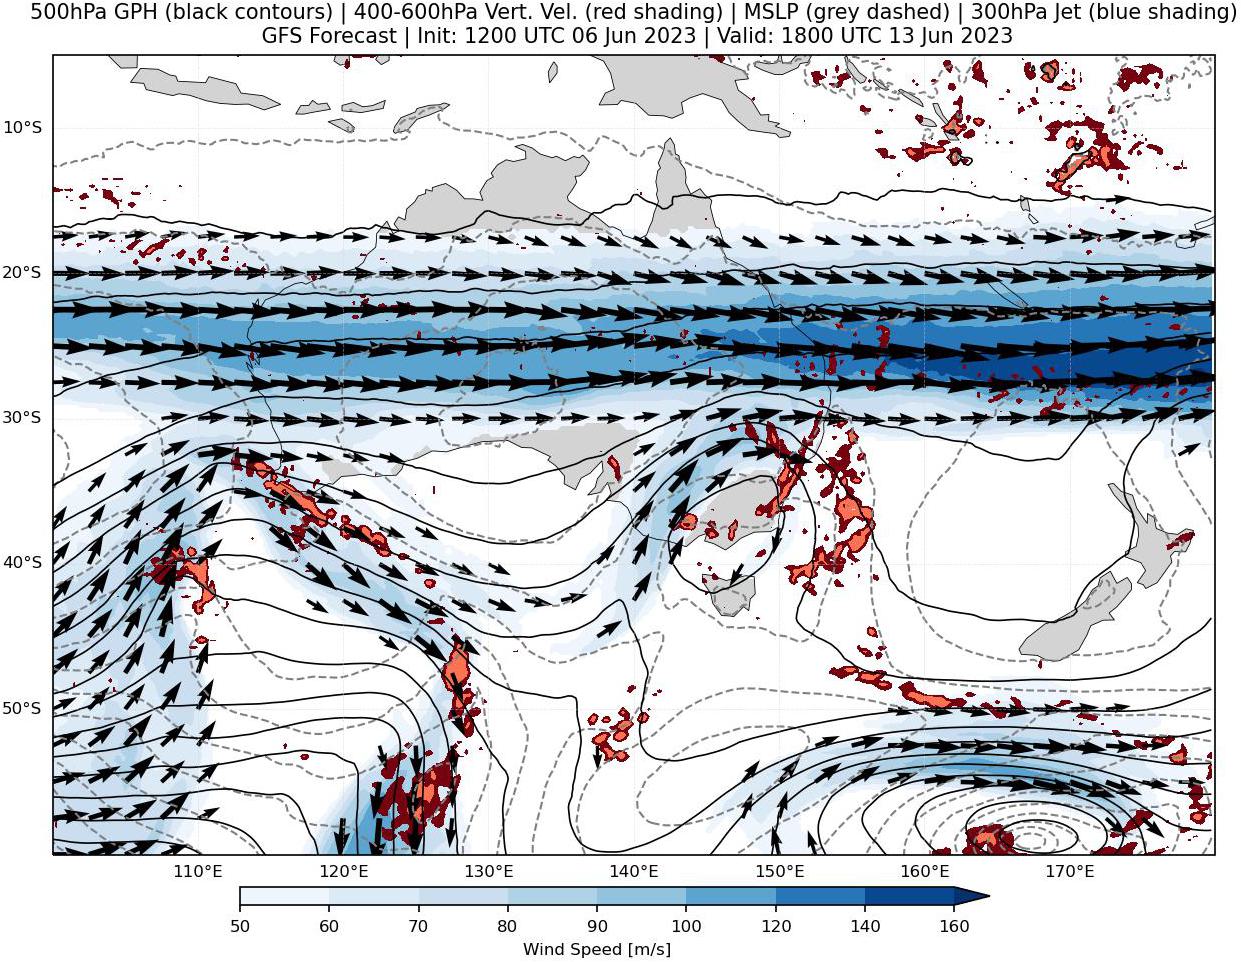 500hPa GPH (black contours) | 400-600hPa Vert. Vel. (red shading) | MSLP (grey dashed) | 300hPa Jet (blue shading)
GFS Forecast | Init: 1200 UTC 06 Jun 2023 | Valid: 1800 UTC 13 Jun 2023
10°S
20°S
30°S
40°S
50°S
110°E 120°E 130°E 140°E 150°E 160°E 170°E
50 60 70 80 90 100 120 140 160
Wind Speed [m/s]